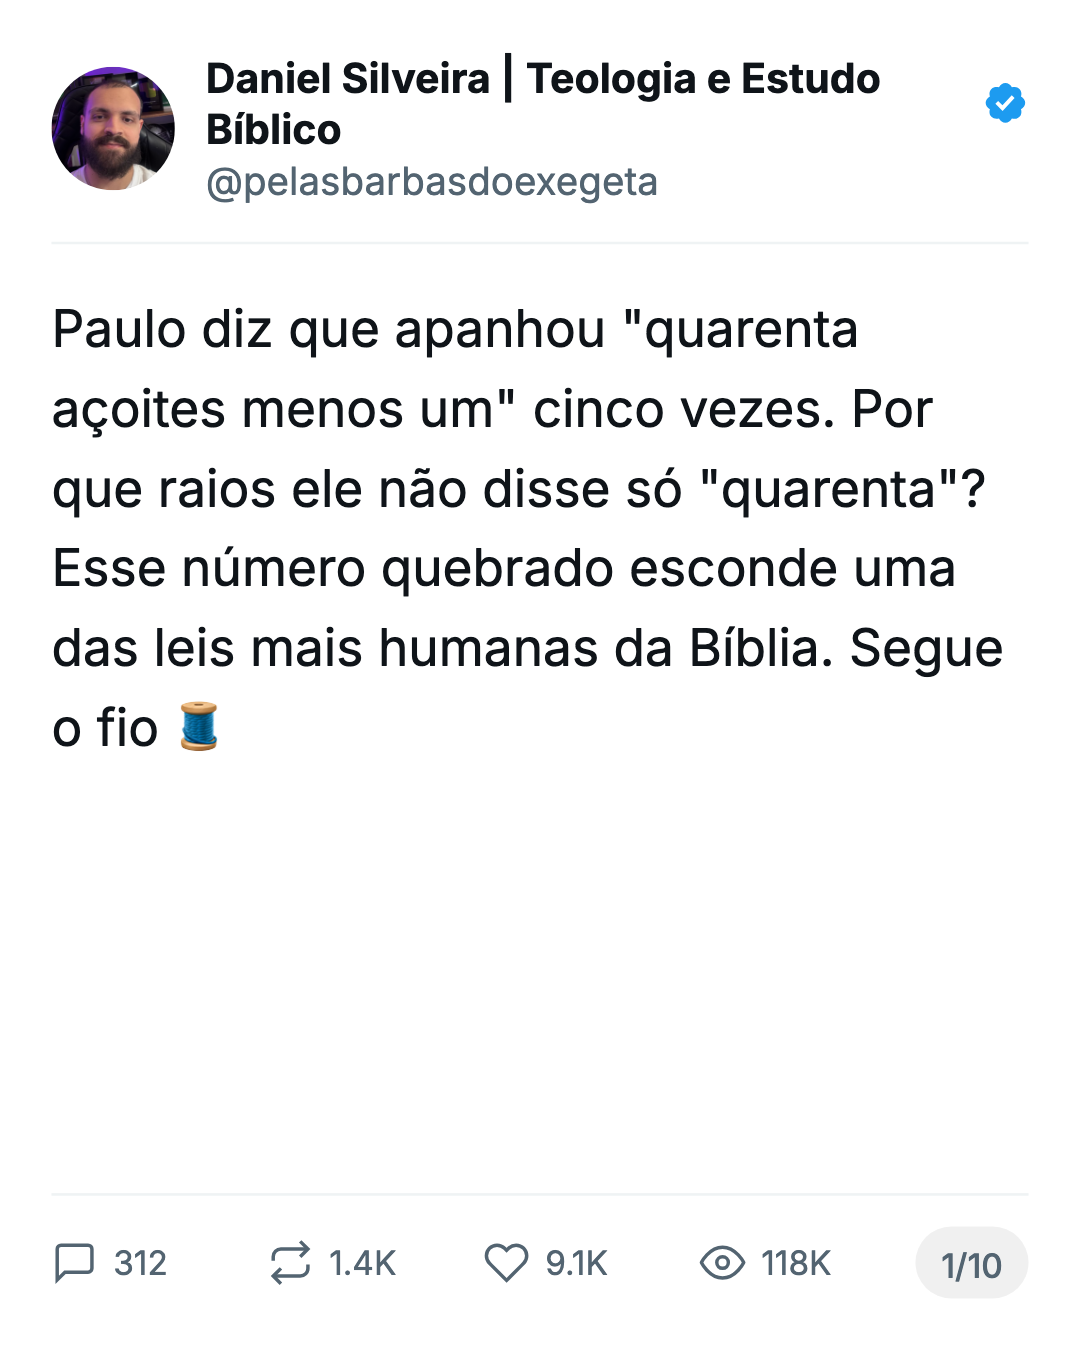 Daniel Silveira | Teologia e Estudo
Bíblico
@pelasbarbasdoexegeta
Paulo diz que apanhou "quarenta
açoites menos um" cinco vezes. Por
que raios ele não disse só "quarenta"?
Esse número quebrado esconde uma
das leis mais humanas da Bíblia. Segue
o fio 🧵
312 1.4K 9.1K 118K 1/10